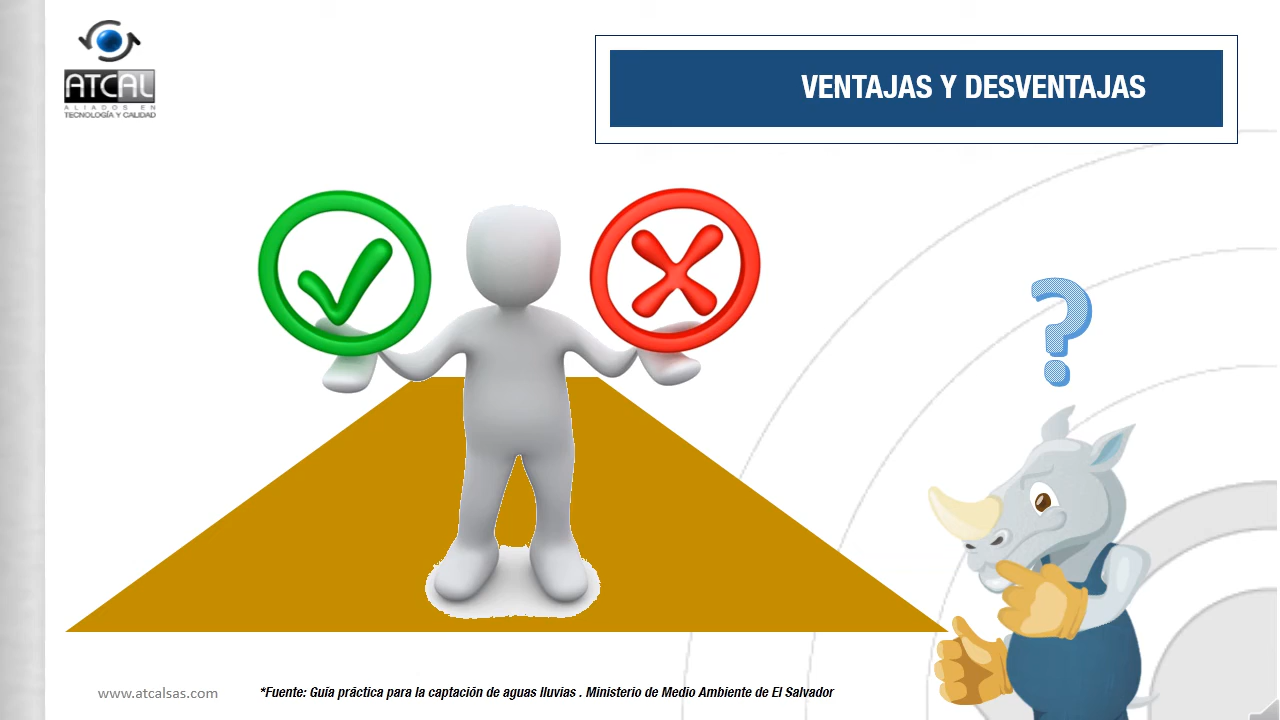 ATCAL
ALIADOS EN
TECNOLOGÍA Y CALIDAD
VENTAJAS Y DESVENTAJAS
?
www.atcalsas.com
*Fuente: Guía práctica para la captación de aguas lluvias . Ministerio de Medio Ambiente de El Salvador